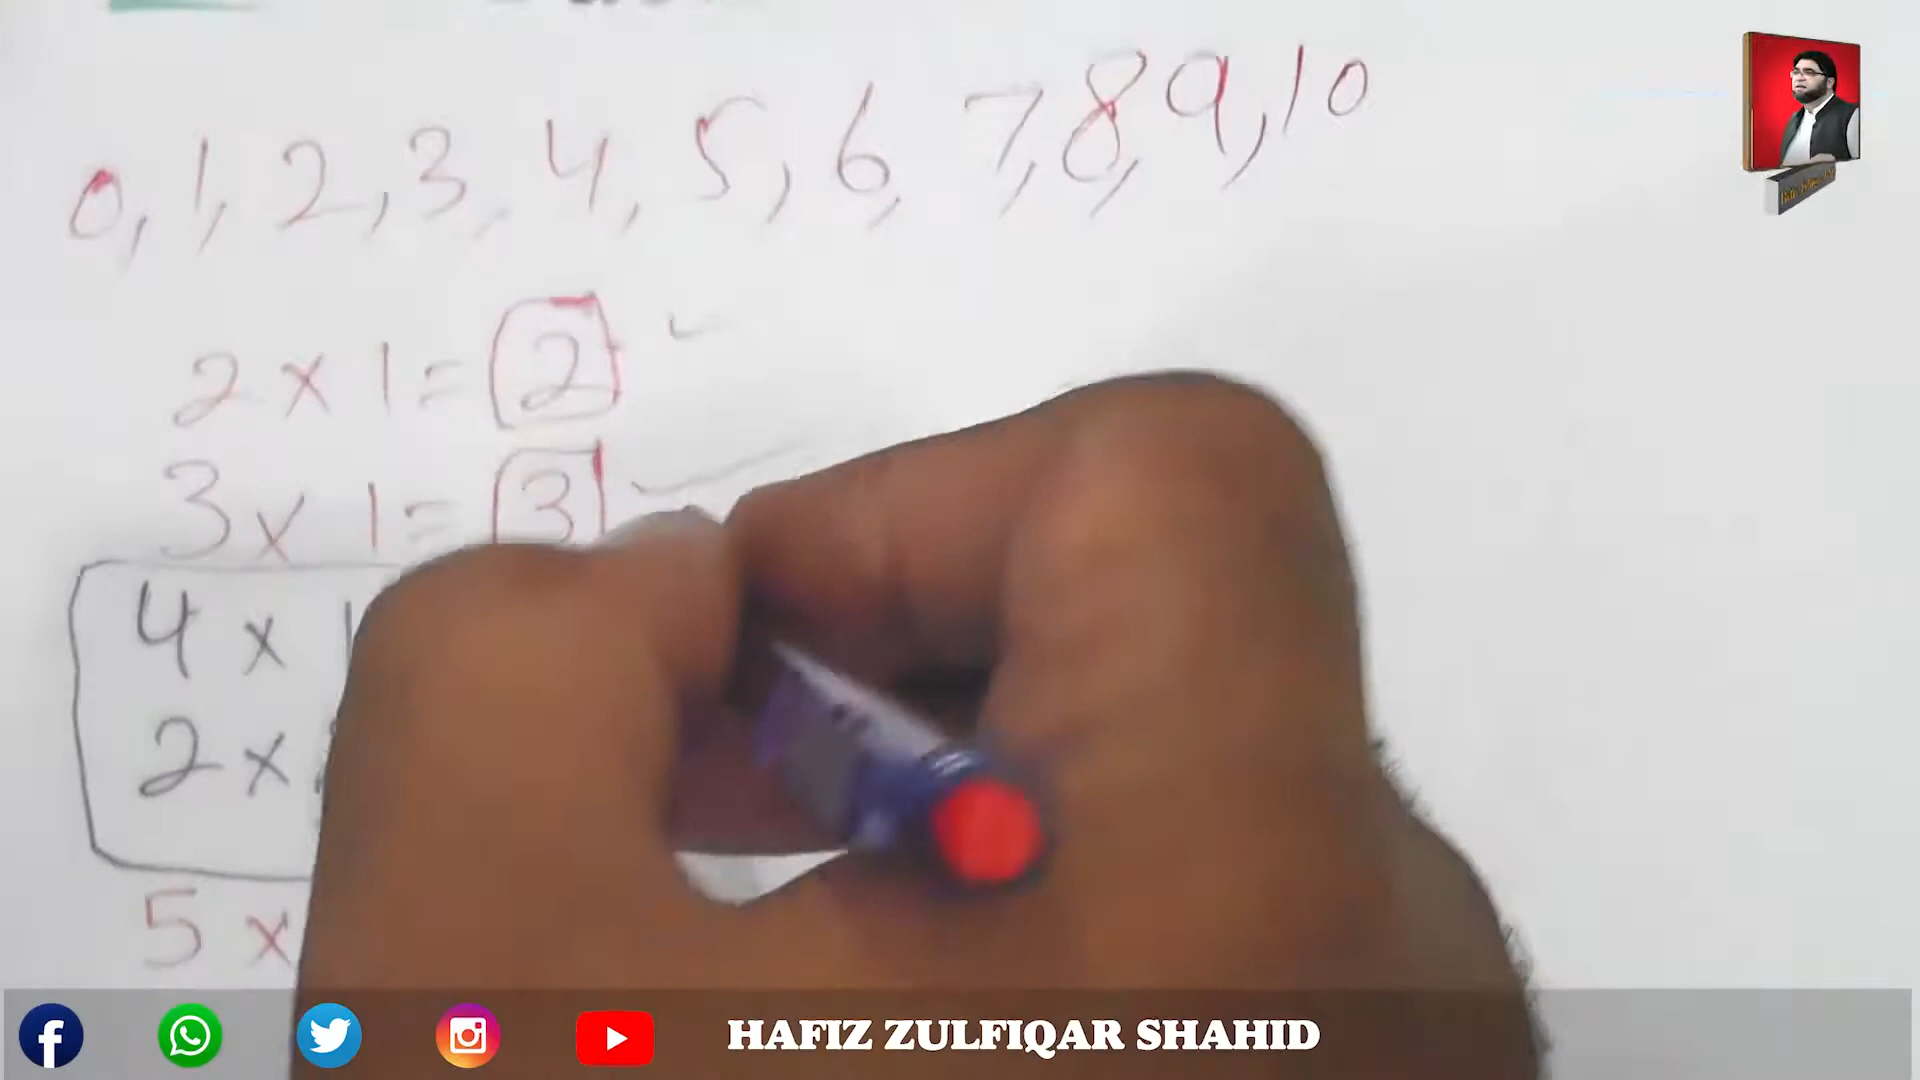 0, 1, 2, 3, 4, 5, 6, 7, 8, 9, 10
2 x 1 = 2
3 x 1 = 3
4 x 1
2 x
5 x
HAFIZ ZULFIQAR SHAHID